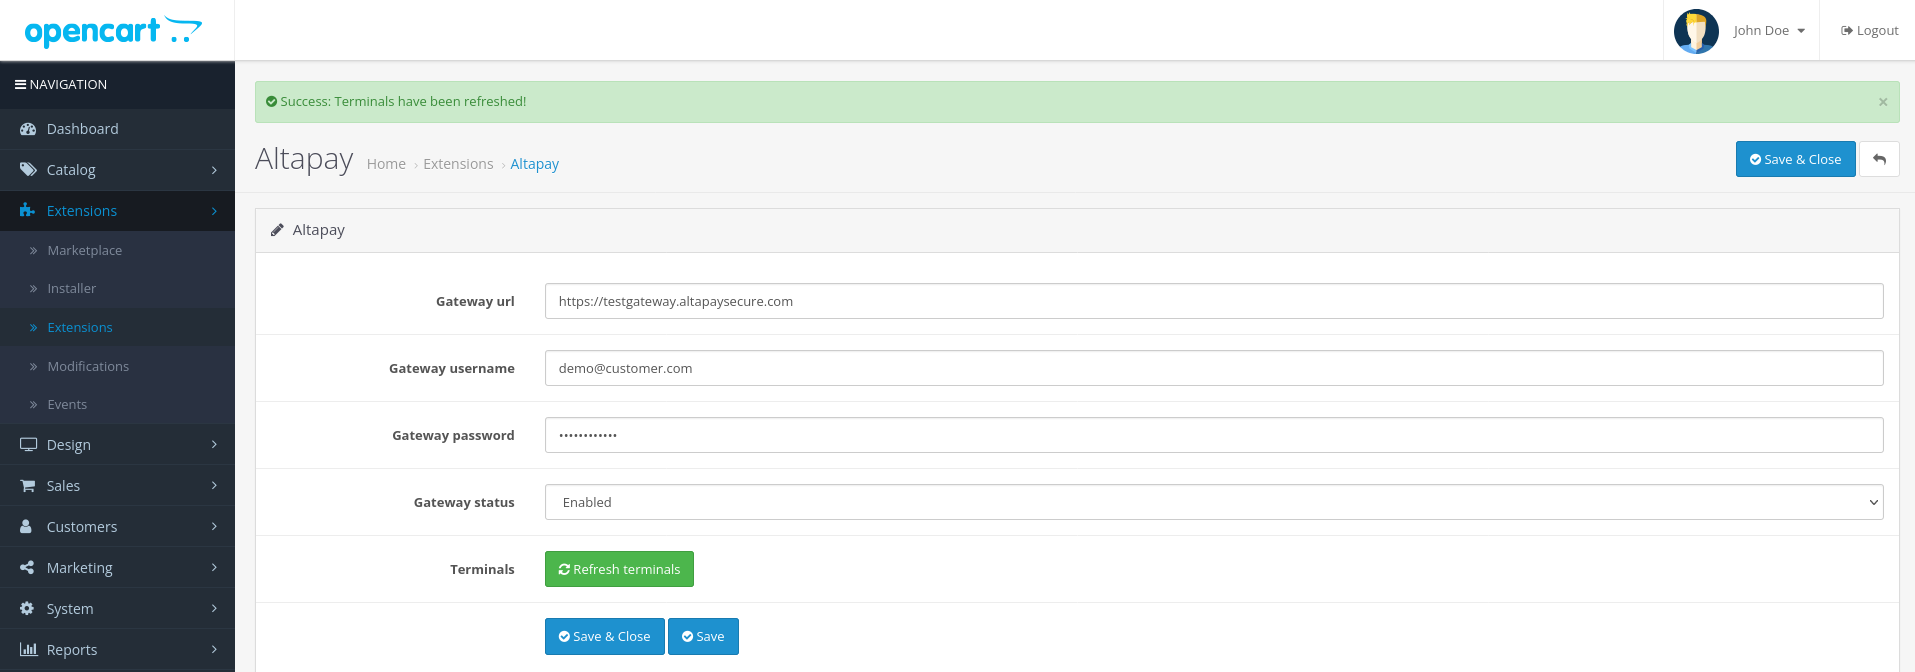 opencart
John Doe
Logout
NAVIGATION
Dashboard
Catalog
Extensions
Marketplace
Installer
Extensions
Modifications
Events
Design
Sales
Customers
Marketing
System
Reports
Success: Terminals have been refreshed!
×
Altapay Home › Extensions › Altapay
Save & Close
Altapay
Gateway url https://testgateway.altapaysecure.com
Gateway username demo@customer.com
Gateway password ••••••••••••
Gateway status Enabled
Terminals Refresh terminals
Save & Close Save